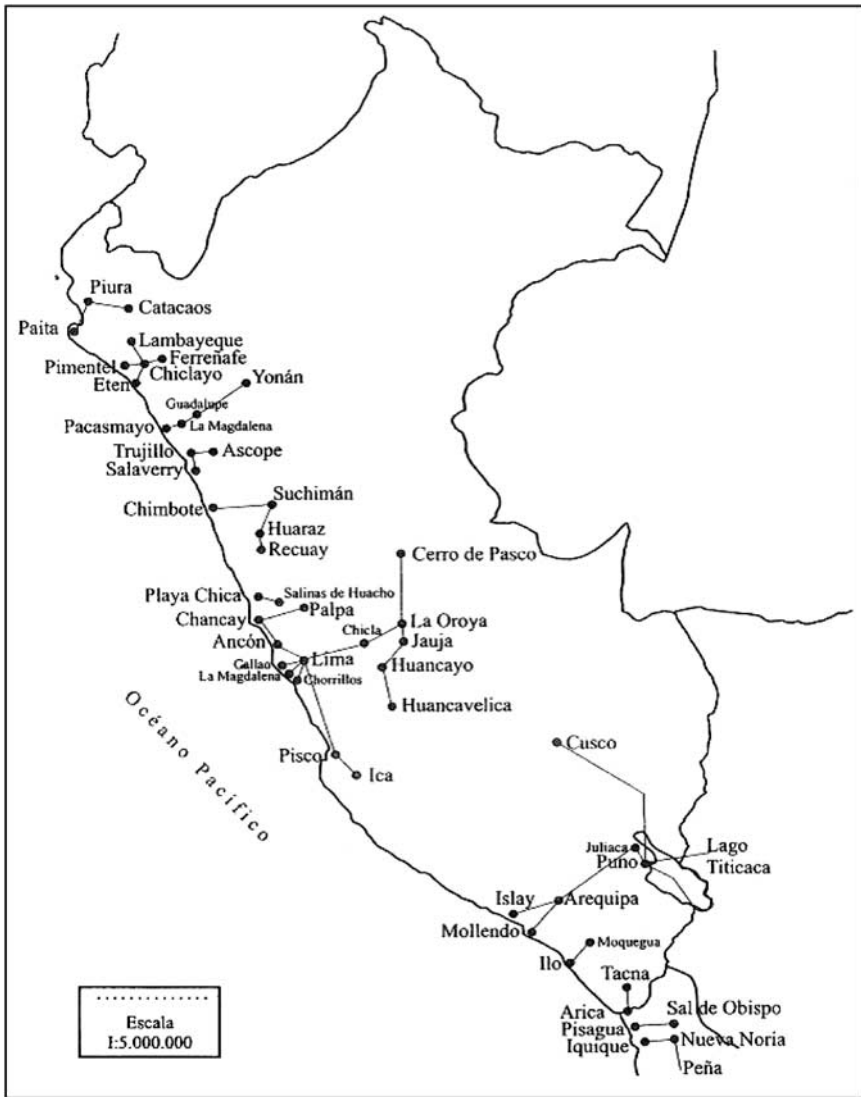 Piura
Catacaos
Paita
Lambayeque
Ferreñafe
Pimentel
Chiclayo
Yonán
Eten
Guadalupe
Pacasmayo
La Magdalena
Trujillo
Ascope
Salaverry
Suchimán
Chimbote
Huaraz
Recuay
Cerro de Pasco
Playa Chica
Salinas de Huacho
Palpa
Chancay
La Oroya
Chicla
Ancón
Jauja
Callao
Lima
Huancayo
La Magdalena
Chorrillos
Huancavelica
Océano Pacífico
Cusco
Pisco
Ica
Juliaca
Lago
Puno
Titicaca
Islay
Arequipa
Mollendo
Moquegua
Ilo
Tacna
Arica
Sal de Obispo
Pisagua
Iquique
Nueva Noria
Peña
Escala
I:5.000.000